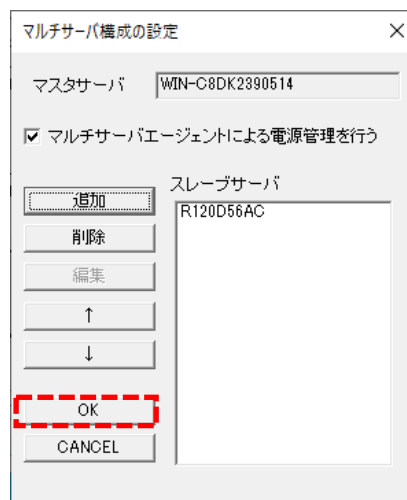 マルチサーバ構成の設定
マスタサーバ
WIN-C8DK2390514
マルチサーバエージェントによる電源管理を行う
スレーブサーバ
追加
R120D56AC
削除
編集
↑
↓
OK
CANCEL